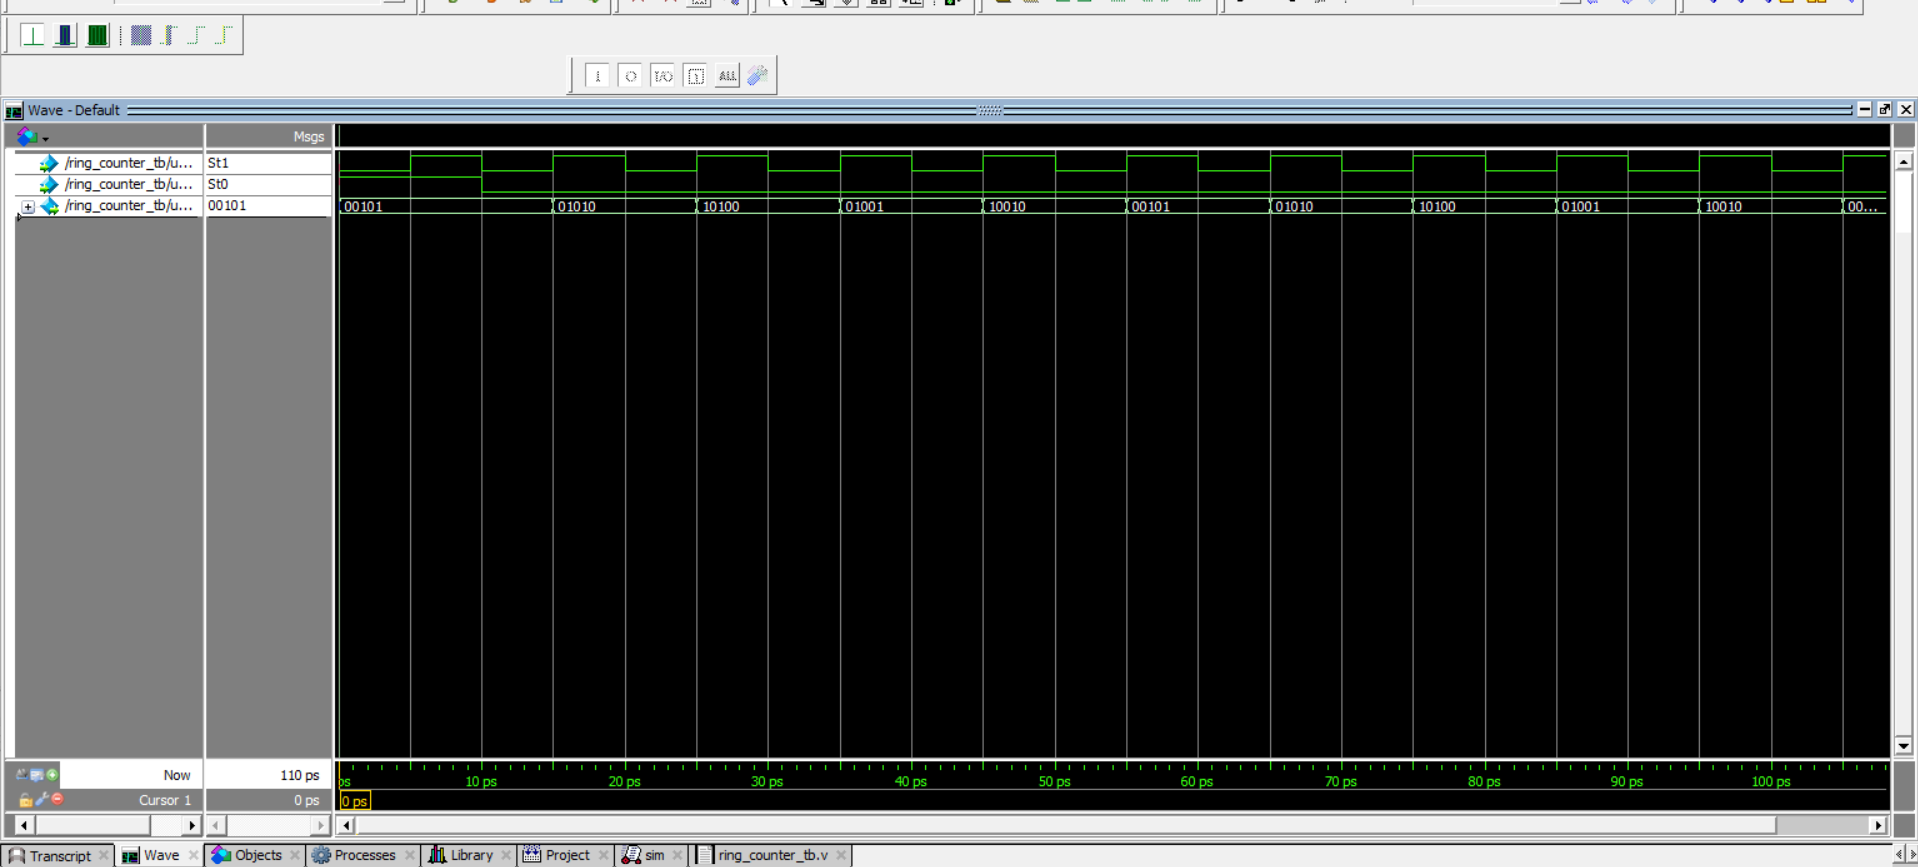 1 O I/O 1 ALL
Wave - Default
Msgs
/ring_counter_tb/u... St1
/ring_counter_tb/u... St0
/ring_counter_tb/u... 00101 00101 01010 10100 01001 10010 00101 01010 10100 01001 10010 00...
Now 110 ps ps 10 ps 20 ps 30 ps 40 ps 50 ps 60 ps 70 ps 80 ps 90 ps 100 ps
Cursor 1 0 ps 0 ps
Transcript Wave Objects Processes Library Project sim ring_counter_tb.v